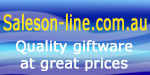 Saleson-line.com.au
Quality giftware
at great prices